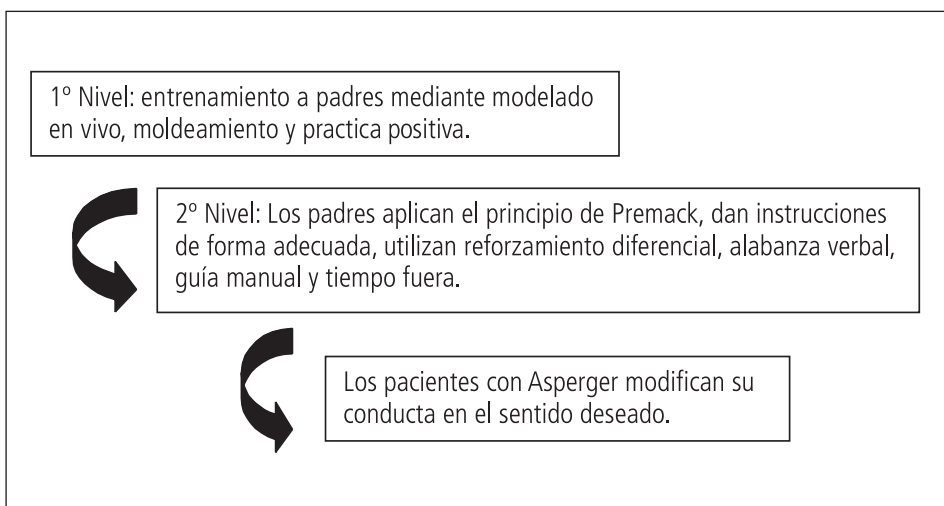 1º Nivel: entrenamiento a padres mediante modelado
en vivo, moldeamiento y practica positiva.
2º Nivel: Los padres aplican el principio de Premack, dan instrucciones
de forma adecuada, utilizan reforzamiento diferencial, alabanza verbal,
guía manual y tiempo fuera.
Los pacientes con Asperger modifican su
conducta en el sentido deseado.